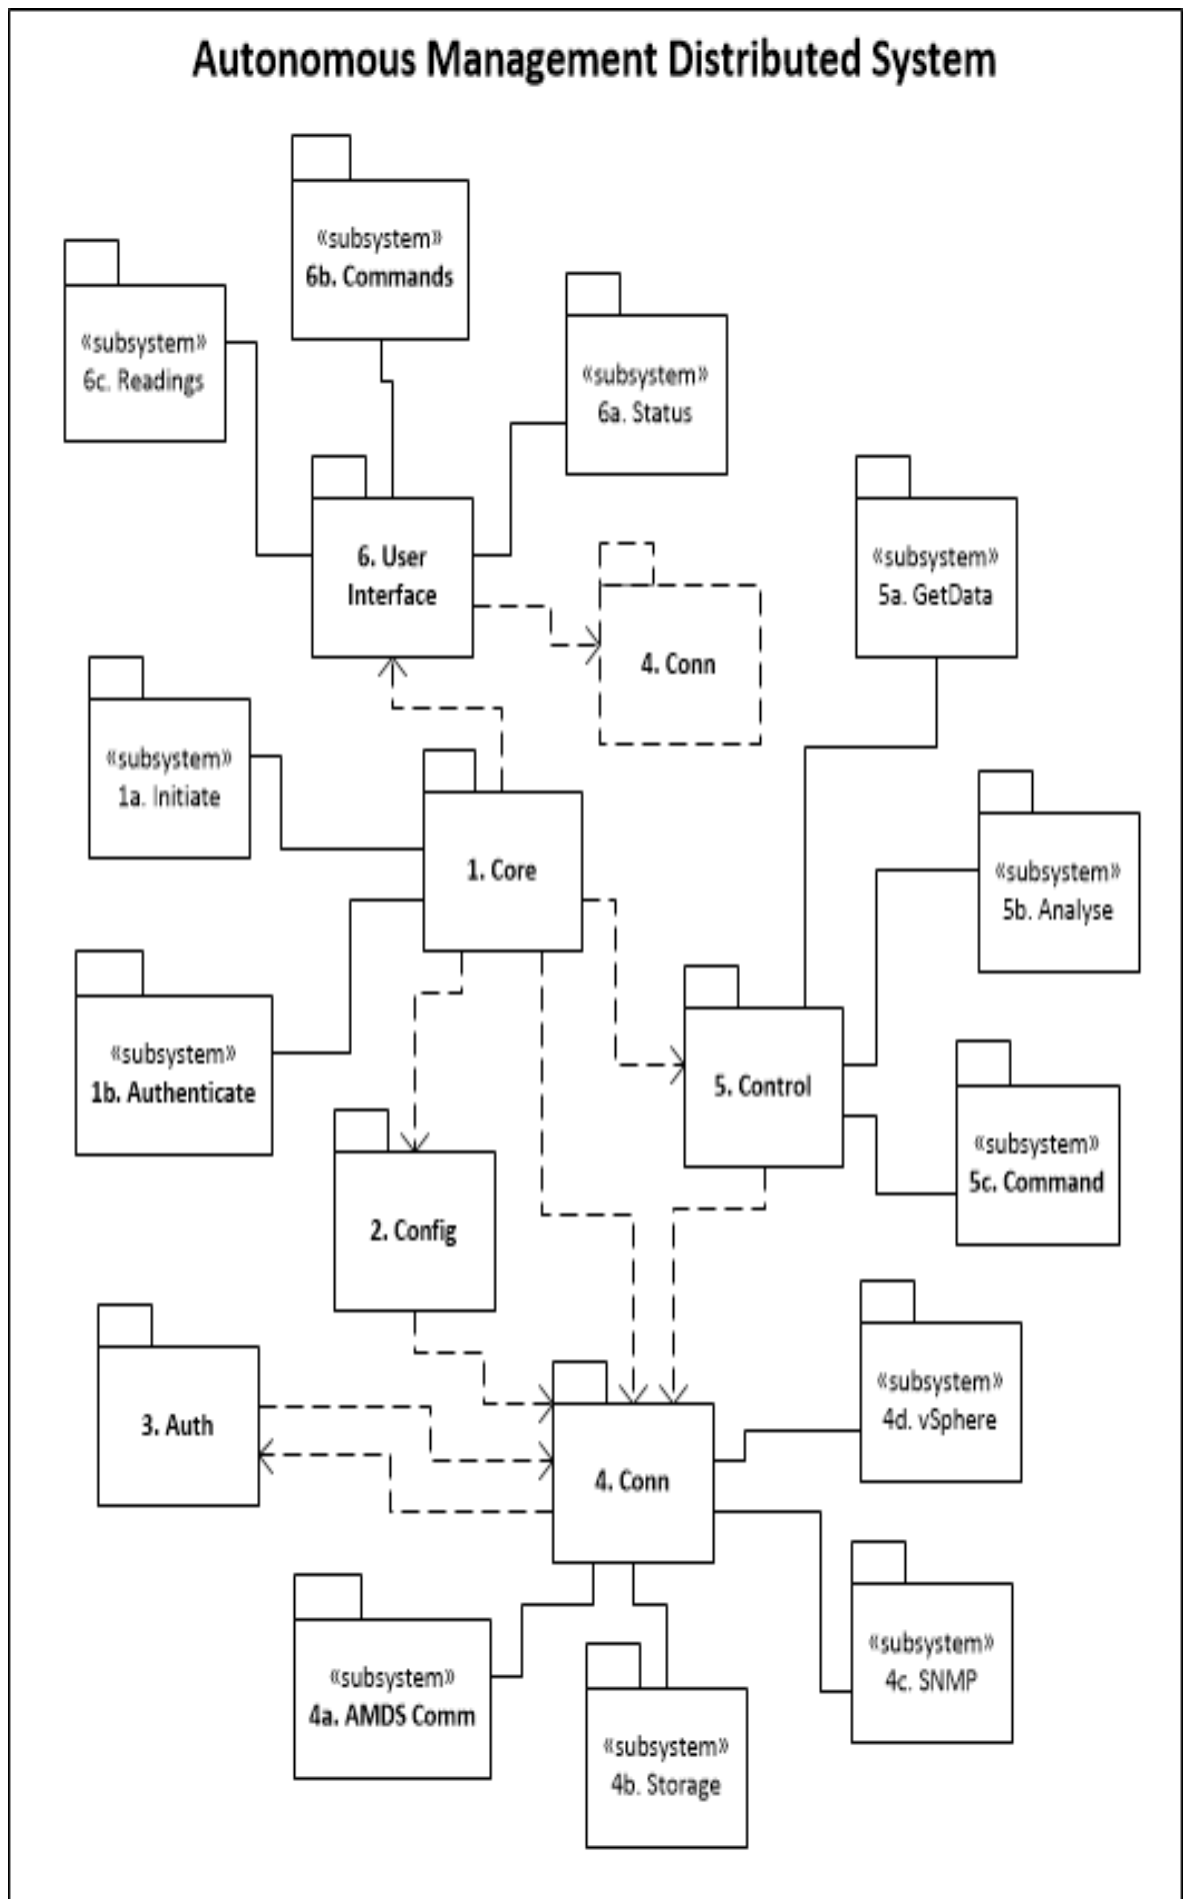 Autonomous Management Distributed System
«subsystem»
6b. Commands
«subsystem»
6c. Readings
«subsystem»
6a. Status
6. User
Interface
«subsystem»
5a. GetData
4. Conn
«subsystem»
1a. Initiate
1. Core
«subsystem»
5b. Analyse
«subsystem»
1b. Authenticate
5. Control
«subsystem»
5c. Command
2. Config
3. Auth
«subsystem»
4d. vSphere
4. Conn
«subsystem»
4c. SNMP
«subsystem»
4a. AMDS Comm
«subsystem»
4b. Storage